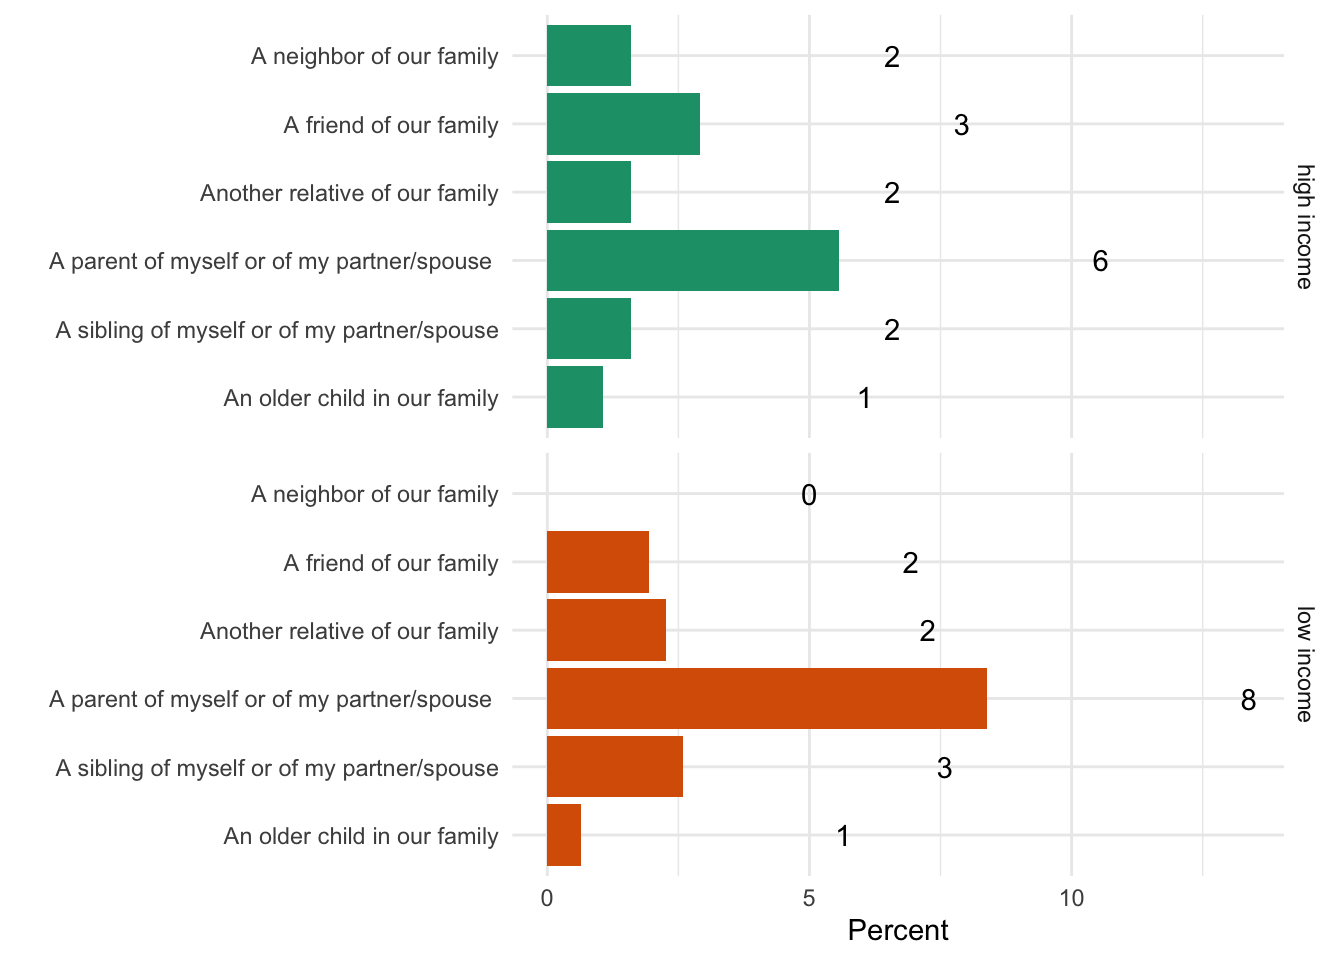 A neighbor of our family 2
A friend of our family 3
Another relative of our family 2
A parent of myself or of my partner/spouse 6
A sibling of myself or of my partner/spouse 2
An older child in our family 1
high income
A neighbor of our family 0
A friend of our family 2
Another relative of our family 2
A parent of myself or of my partner/spouse 8
A sibling of myself or of my partner/spouse 3
An older child in our family 1
low income
0 5 10
Percent